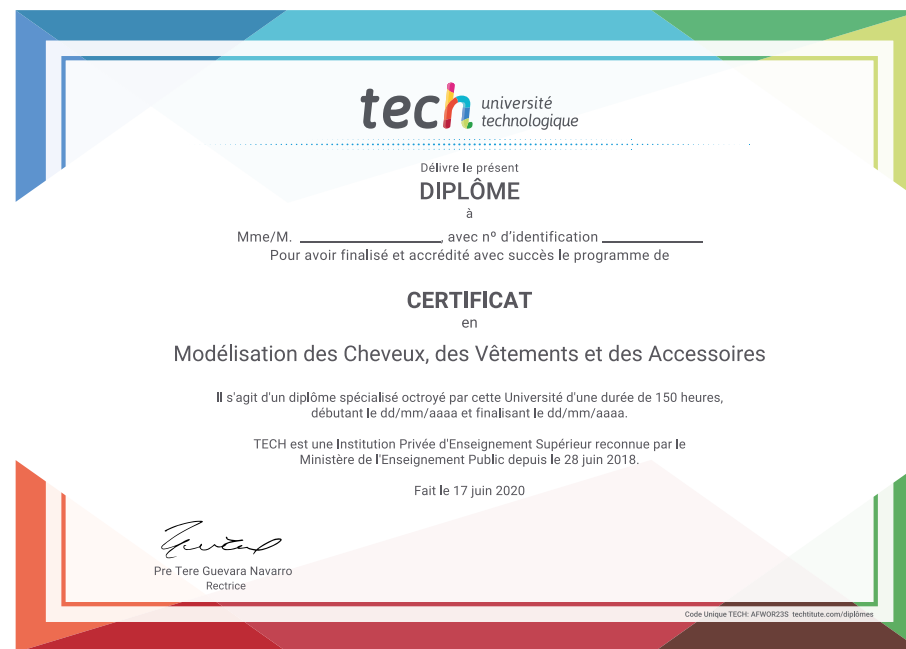 tech université
technologique
Délivre le présent
DIPLÔME
à
Mme/M. ____________________, avec nº d'identification ______________
Pour avoir finalisé et accrédité avec succès le programme de
CERTIFICAT
en
Modélisation des Cheveux, des Vêtements et des Accessoires
Il s'agit d'un diplôme spécialisé octroyé par cette Université d'une durée de 150 heures,
débutant le dd/mm/aaaa et finalisant le dd/mm/aaaa.
TECH est une Institution Privée d'Enseignement Supérieur reconnue par le
Ministère de l'Enseignement Public depuis le 28 juin 2018.
Fait le 17 juin 2020
Pre Tere Guevara Navarro
Rectrice
Code Unique TECH: AFWOR23S techtitute.com/diplômes